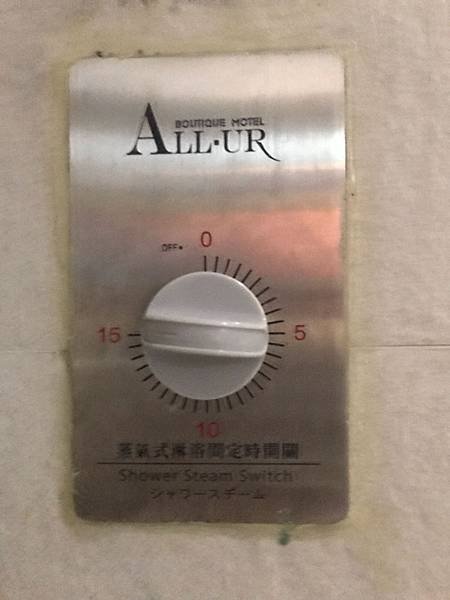 BOUTIQUE MOTEL
ALL·UR
OFF• 0
15 5
10
蒸氣式淋浴間定時開關
Shower Steam Switch
シャワースチーム